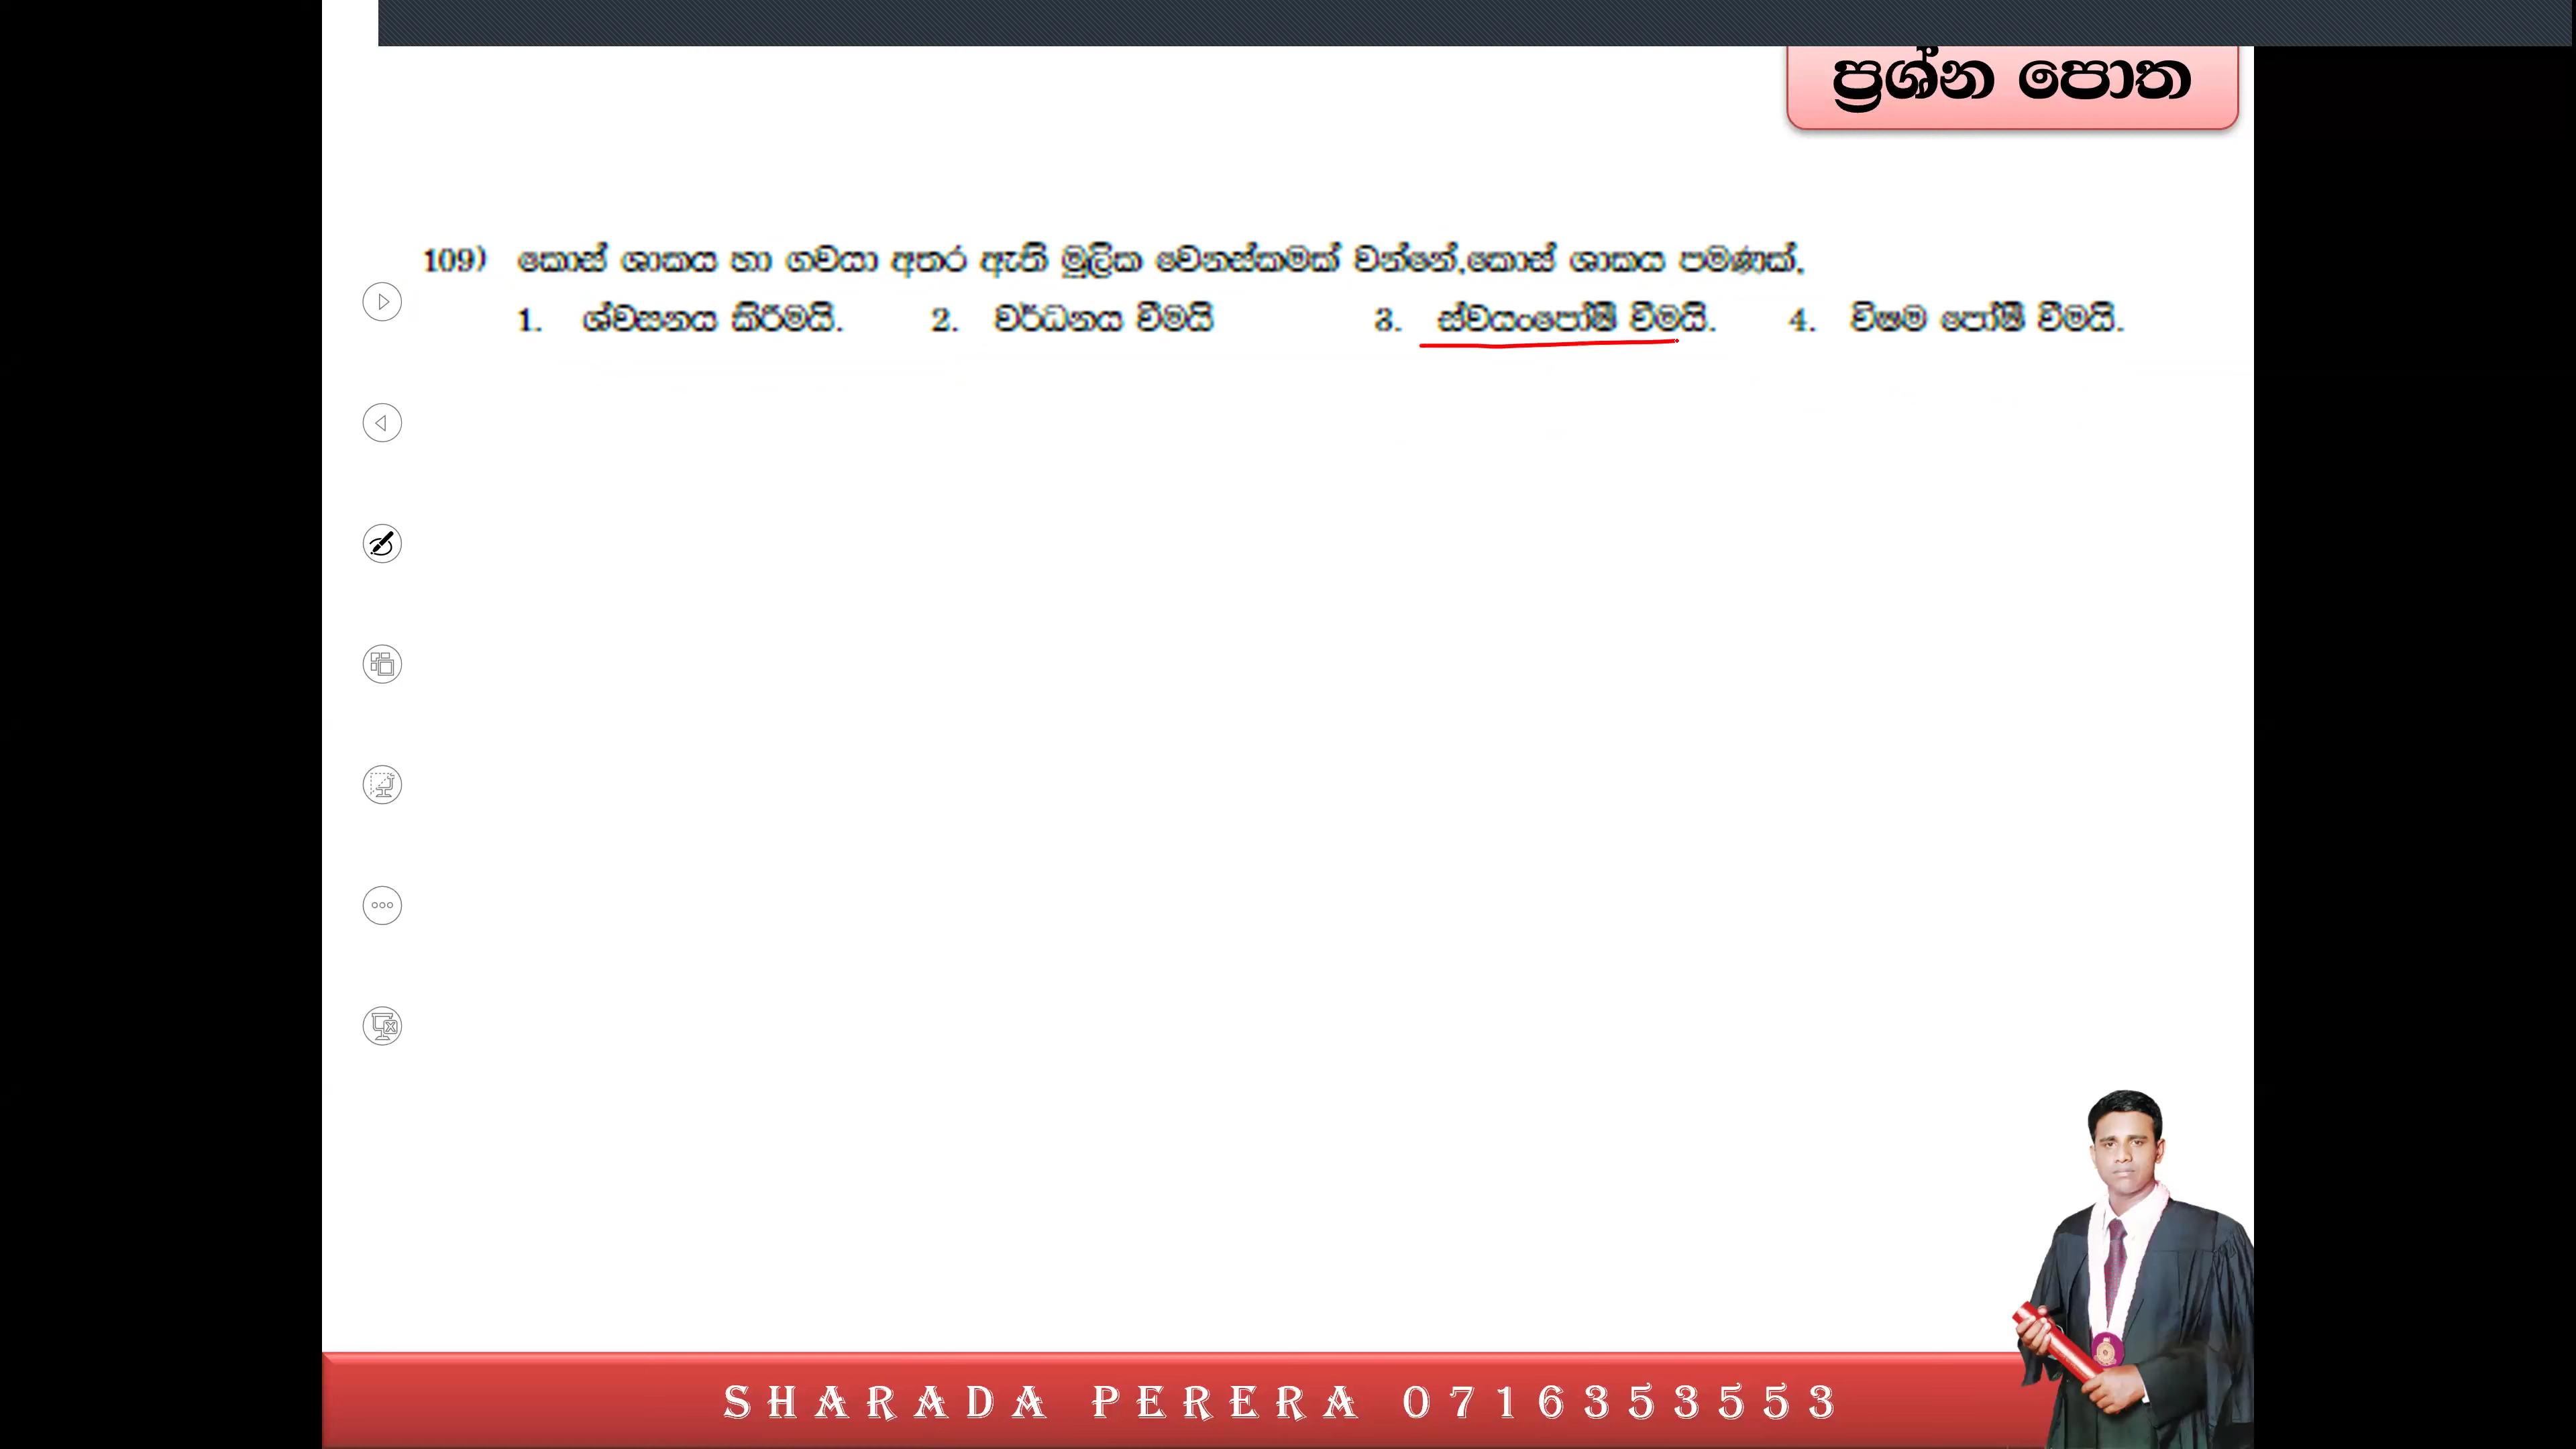 ප්‍රශ්න පොත
109) කොස් ශාකය හා ගවයා අතර ඇති මූලික වෙනස්කමක් වන්නේ,කොස් ශාකය පමණක්,
1. ශ්වසනය කිරීමයි. 2. වර්ධනය වීමයි 3. ස්වයංපෝෂී වීමයි. 4. විෂම පෝෂී වීමයි.
SHARADA PERERA 0716353553